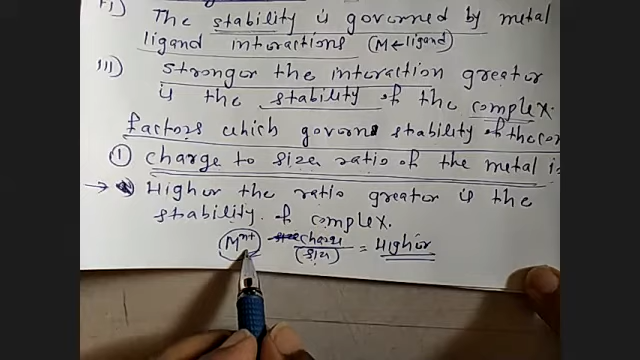 ii) The stability is governed by metal
ligand interactions (M←ligand)
III) stronger the interaction greater
is the stability of the complex.
factors which govern stability of the com
① charge to size ratio of the metal i
→ Higher the ratio greater is the
stability of complex.
Mⁿ⁺ charge/(size) = Higher